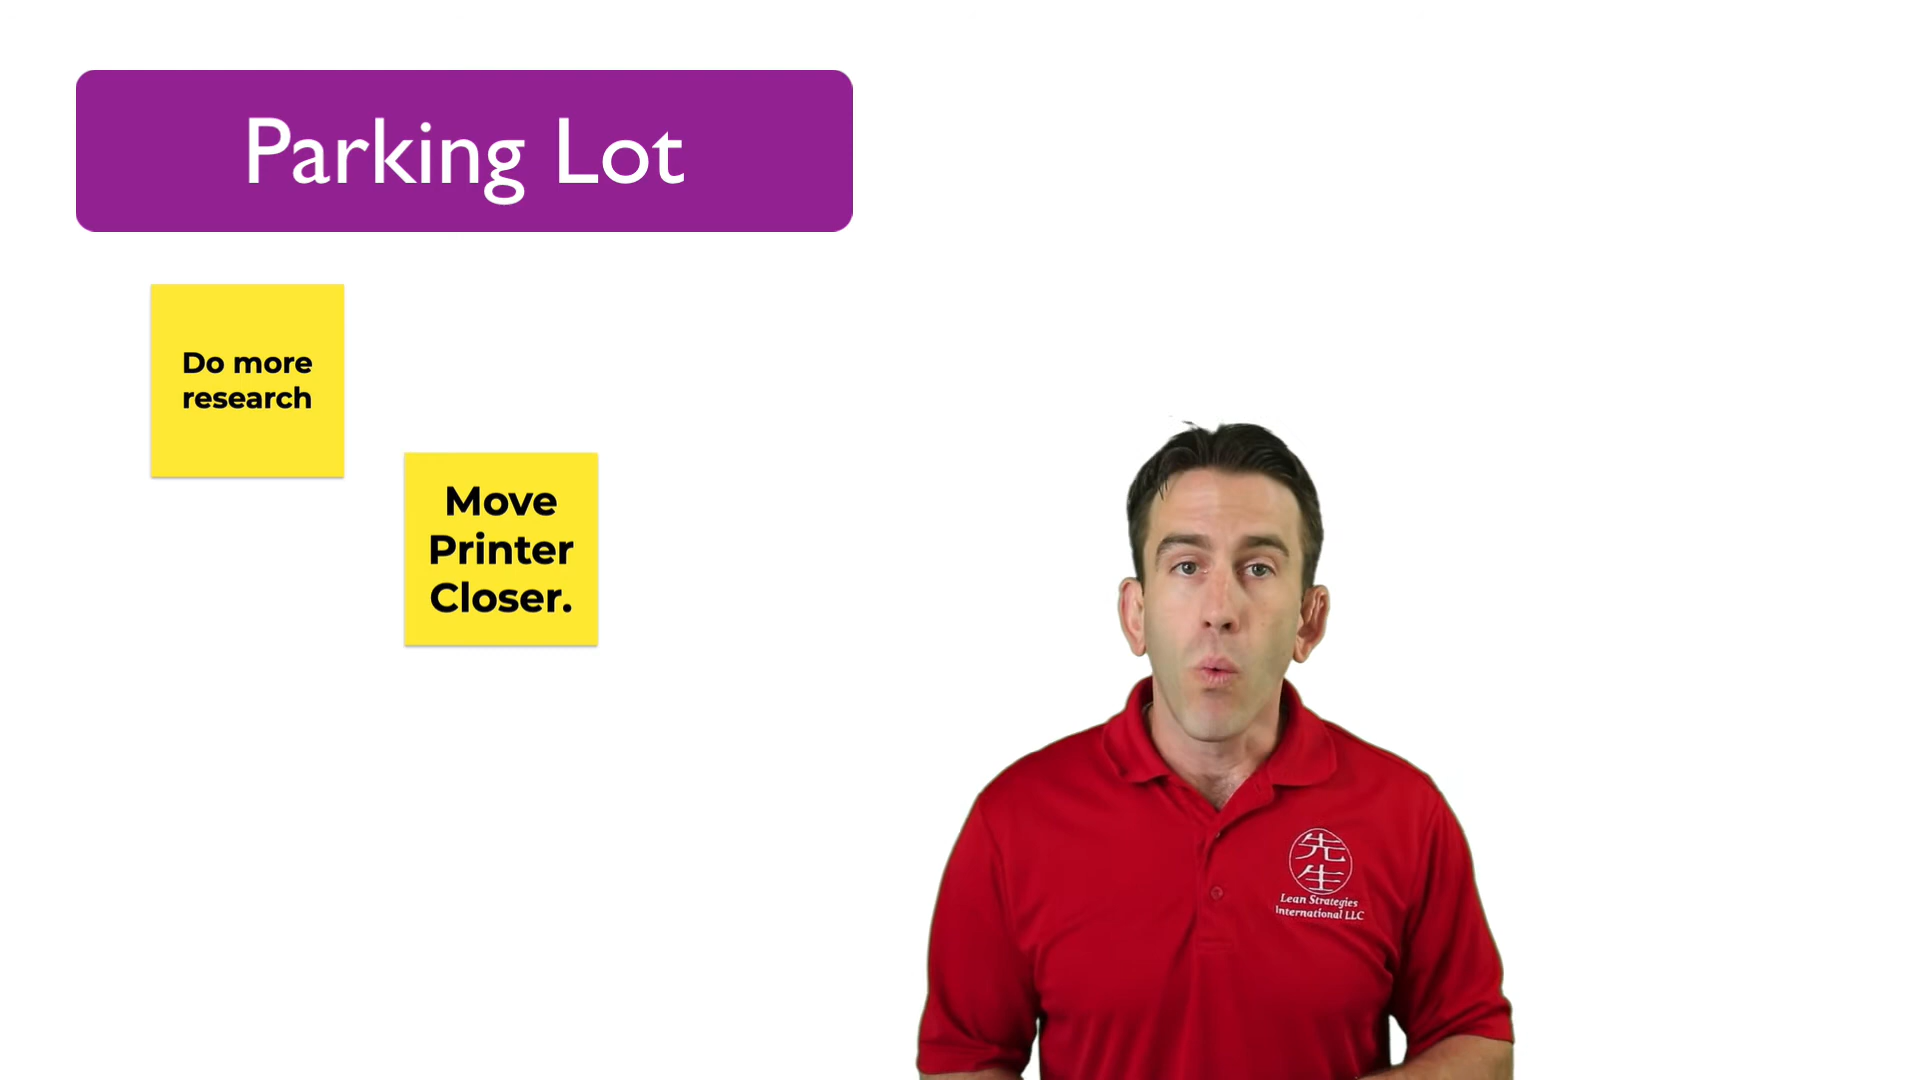 Parking Lot
Do more
research
Move
Printer
Closer.
先
生
Lean Strategies
International LLC